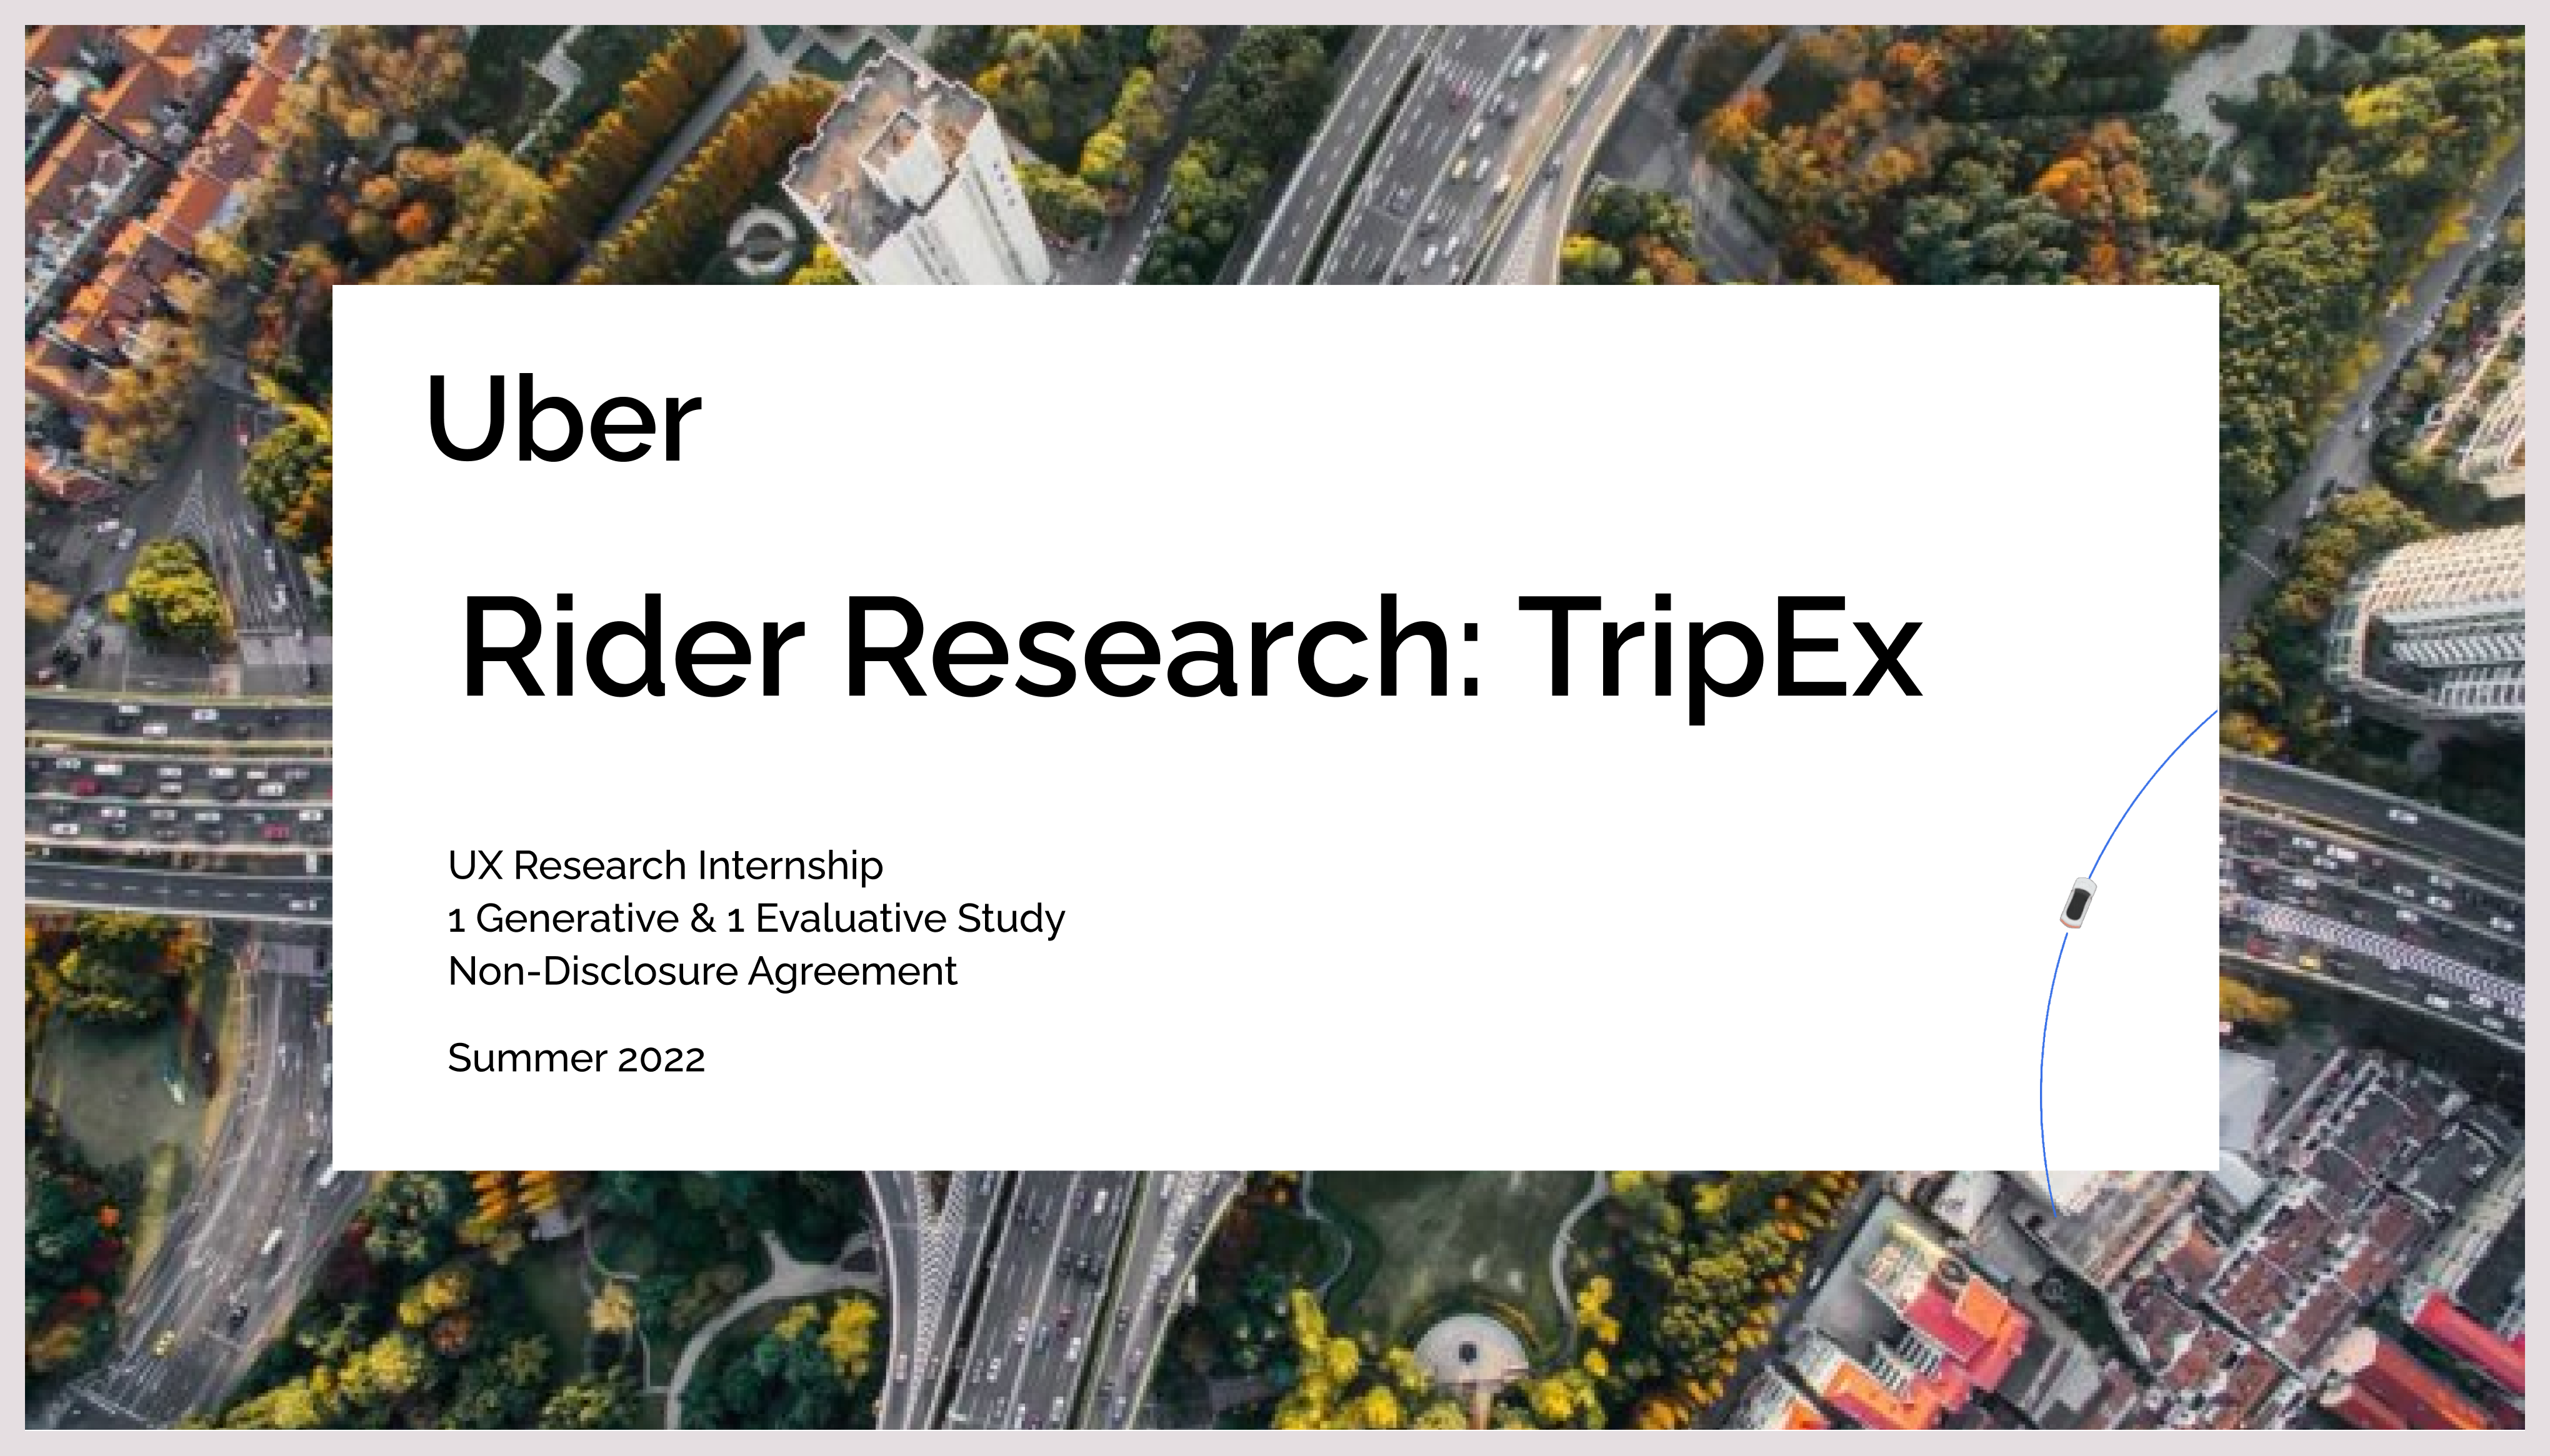 Uber
Rider Research: TripEx
UX Research Internship
1 Generative & 1 Evaluative Study
Non-Disclosure Agreement
Summer 2022